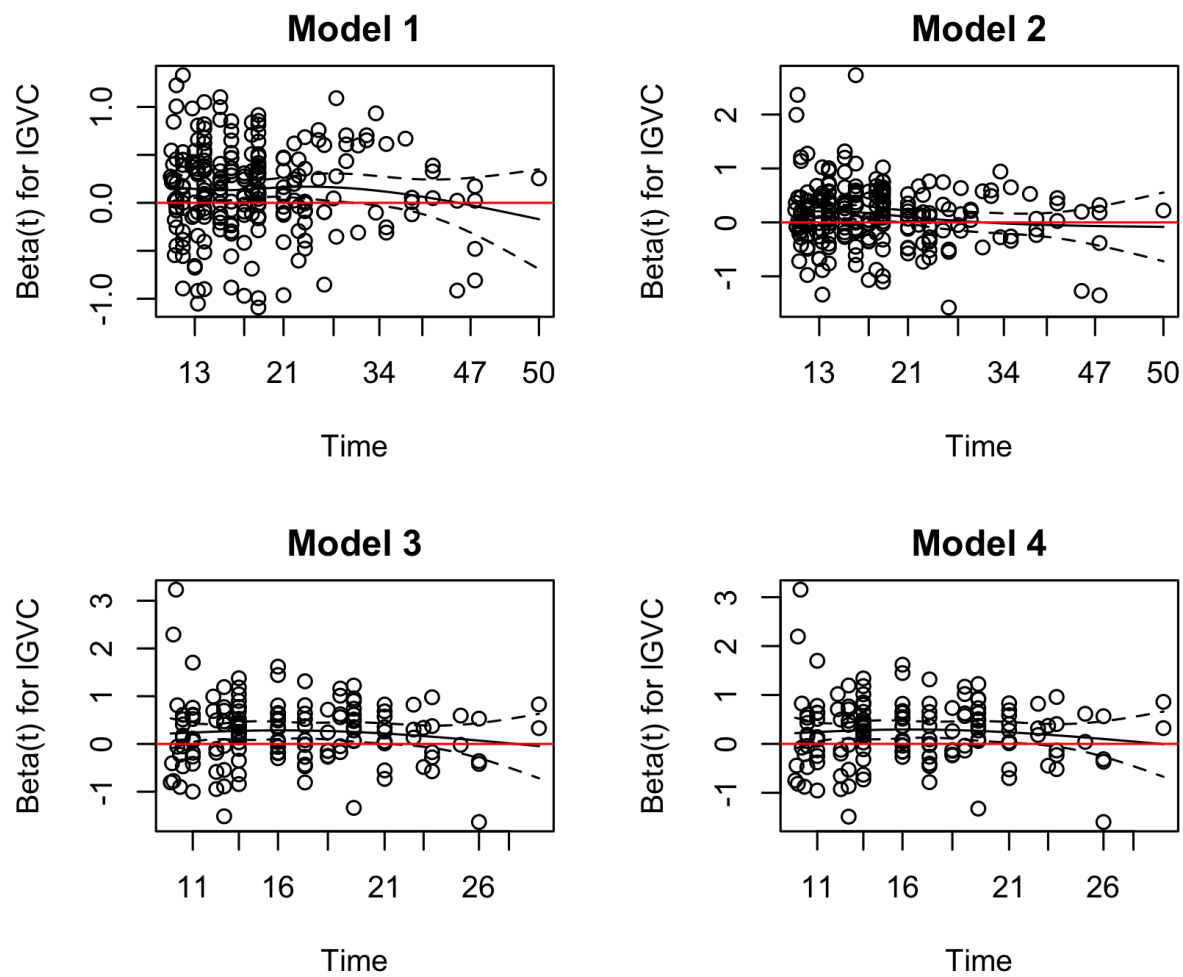 Model 1
Beta(t) for IGVC
1.0
0.0
-1.0
13 21 34 47 50
Time
Model 2
Beta(t) for IGVC
2
1
0
-1
13 21 34 47 50
Time
Model 3
Beta(t) for IGVC
3
2
1
0
-1
11 16 21 26
Time
Model 4
Beta(t) for IGVC
3
2
1
0
-1
11 16 21 26
Time